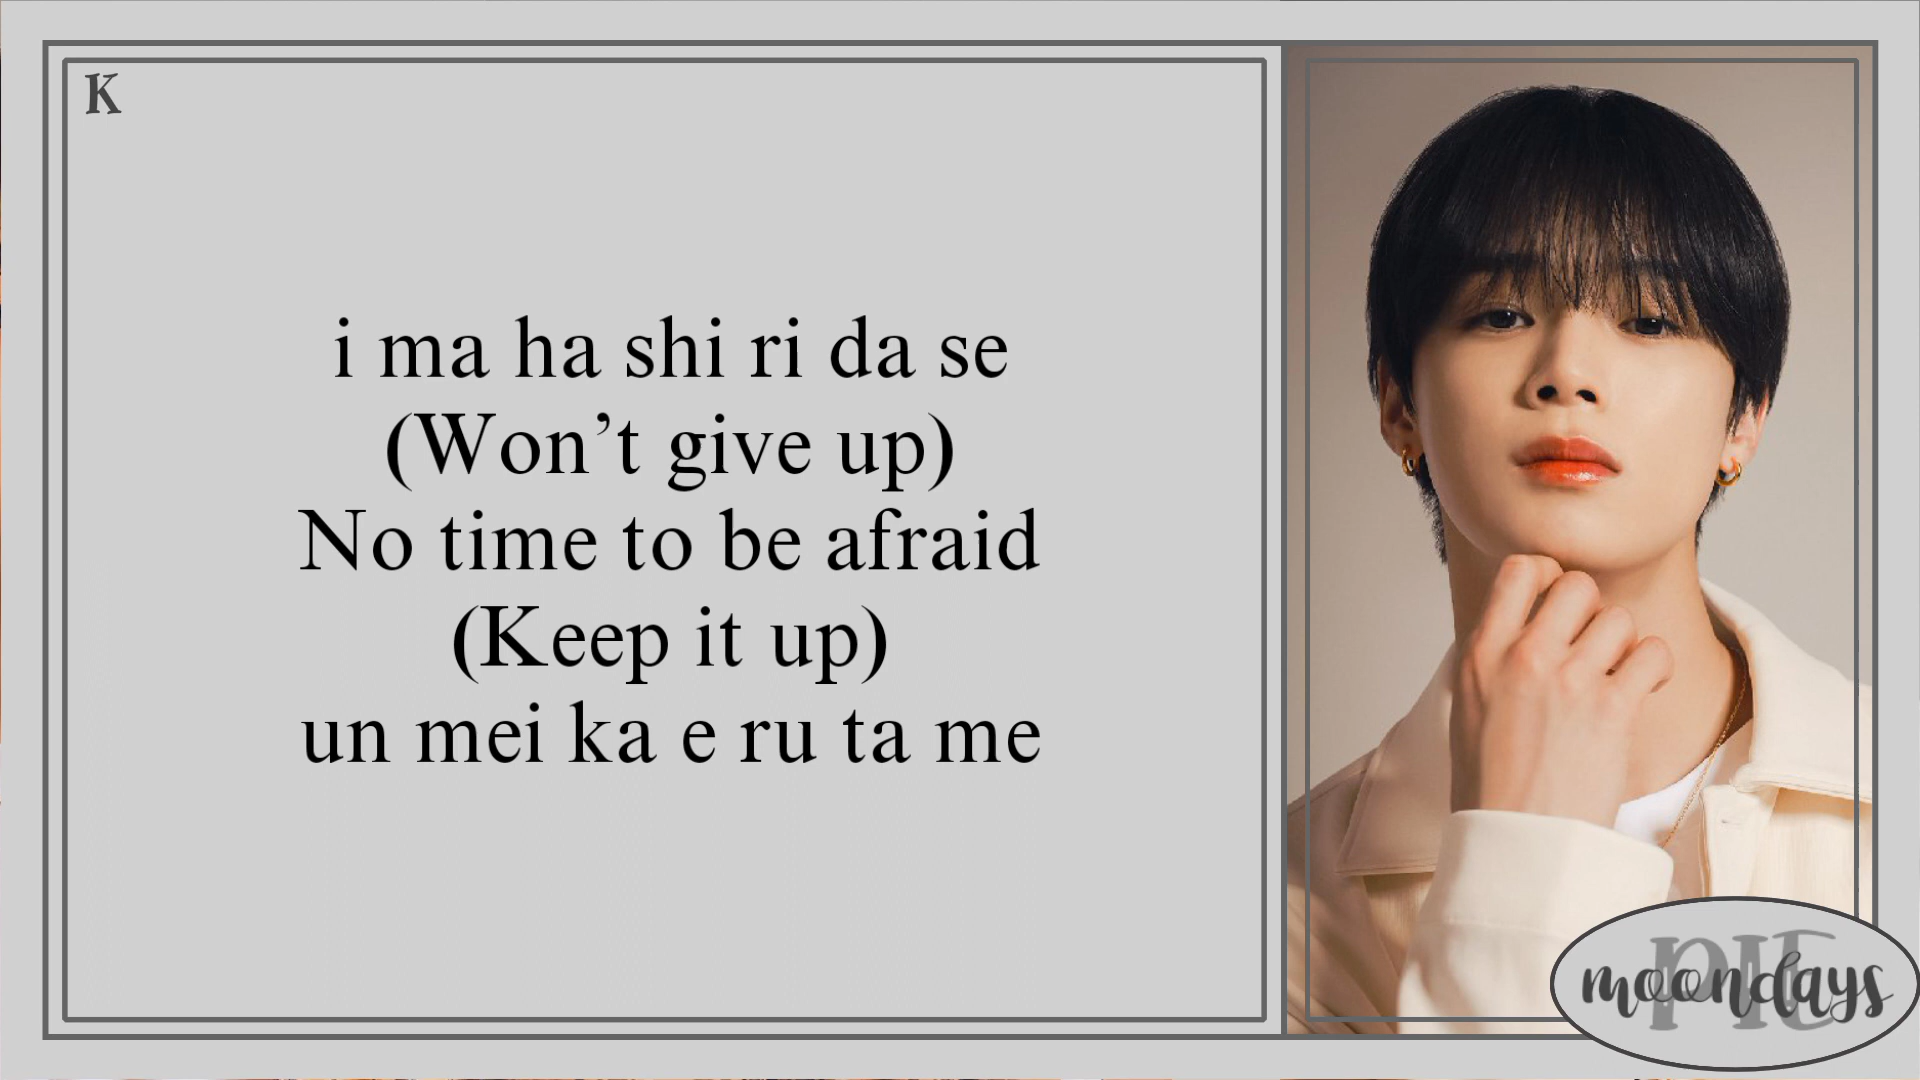 K
i ma ha shi ri da se
(Won’t give up)
No time to be afraid
(Keep it up)
un mei ka e ru ta me
moondays